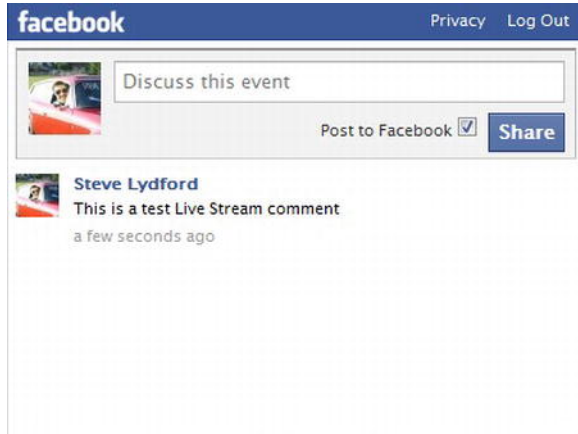 facebook Privacy Log Out
Discuss this event
Post to Facebook Share
Steve Lydford
This is a test Live Stream comment
a few seconds ago